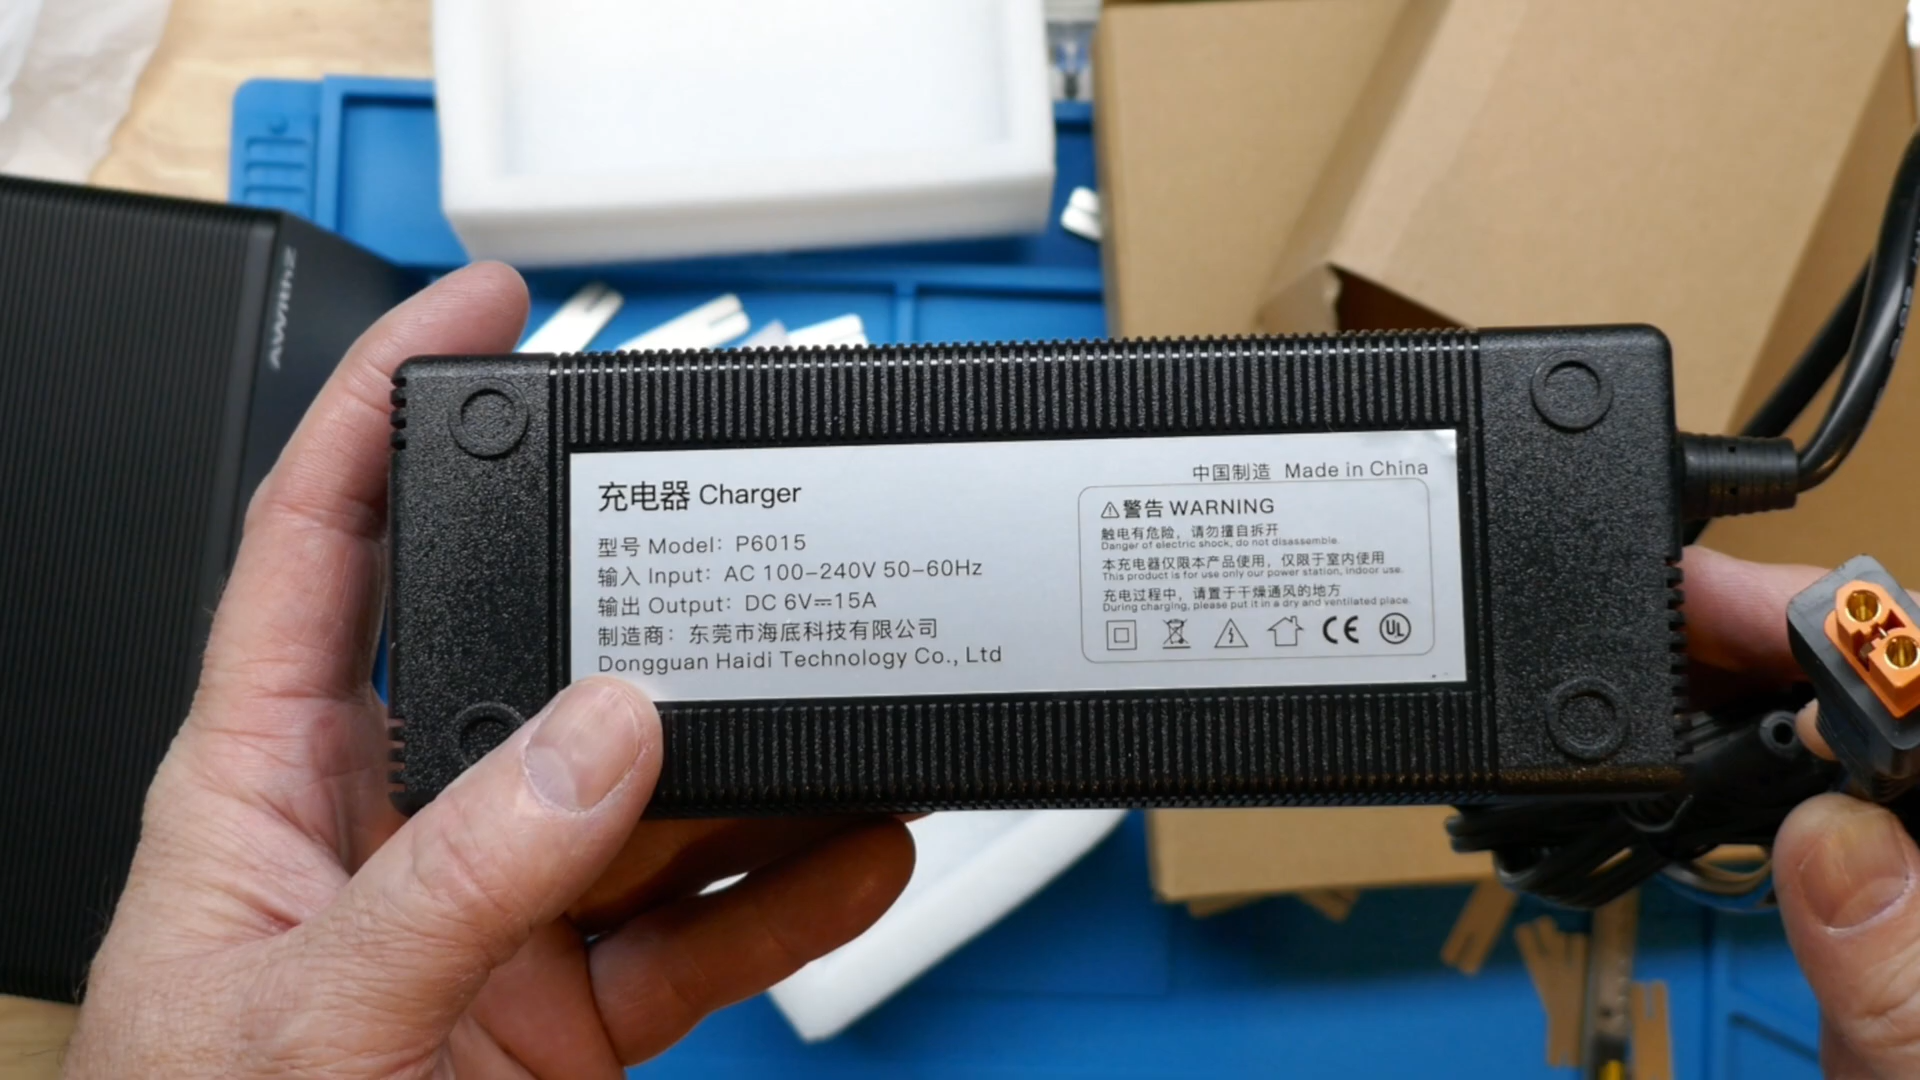 中国制造 Made in China
充电器 Charger
型号 Model: P6015
输入 Input: AC 100-240V 50-60Hz
输出 Output: DC 6V⎓15A
制造商: 东莞市海底科技有限公司
Dongguan Haidi Technology Co., Ltd
⚠警告 WARNING
触电有危险，请勿擅自拆开
Danger of electric shock, do not disassemble.
本充电器仅限本产品使用，仅限于室内使用
This product is for use only our power station, Indoor use.
充电过程中，请置于干燥通风的地方
During charging, please put it in a dry and ventilated place.
CE UL